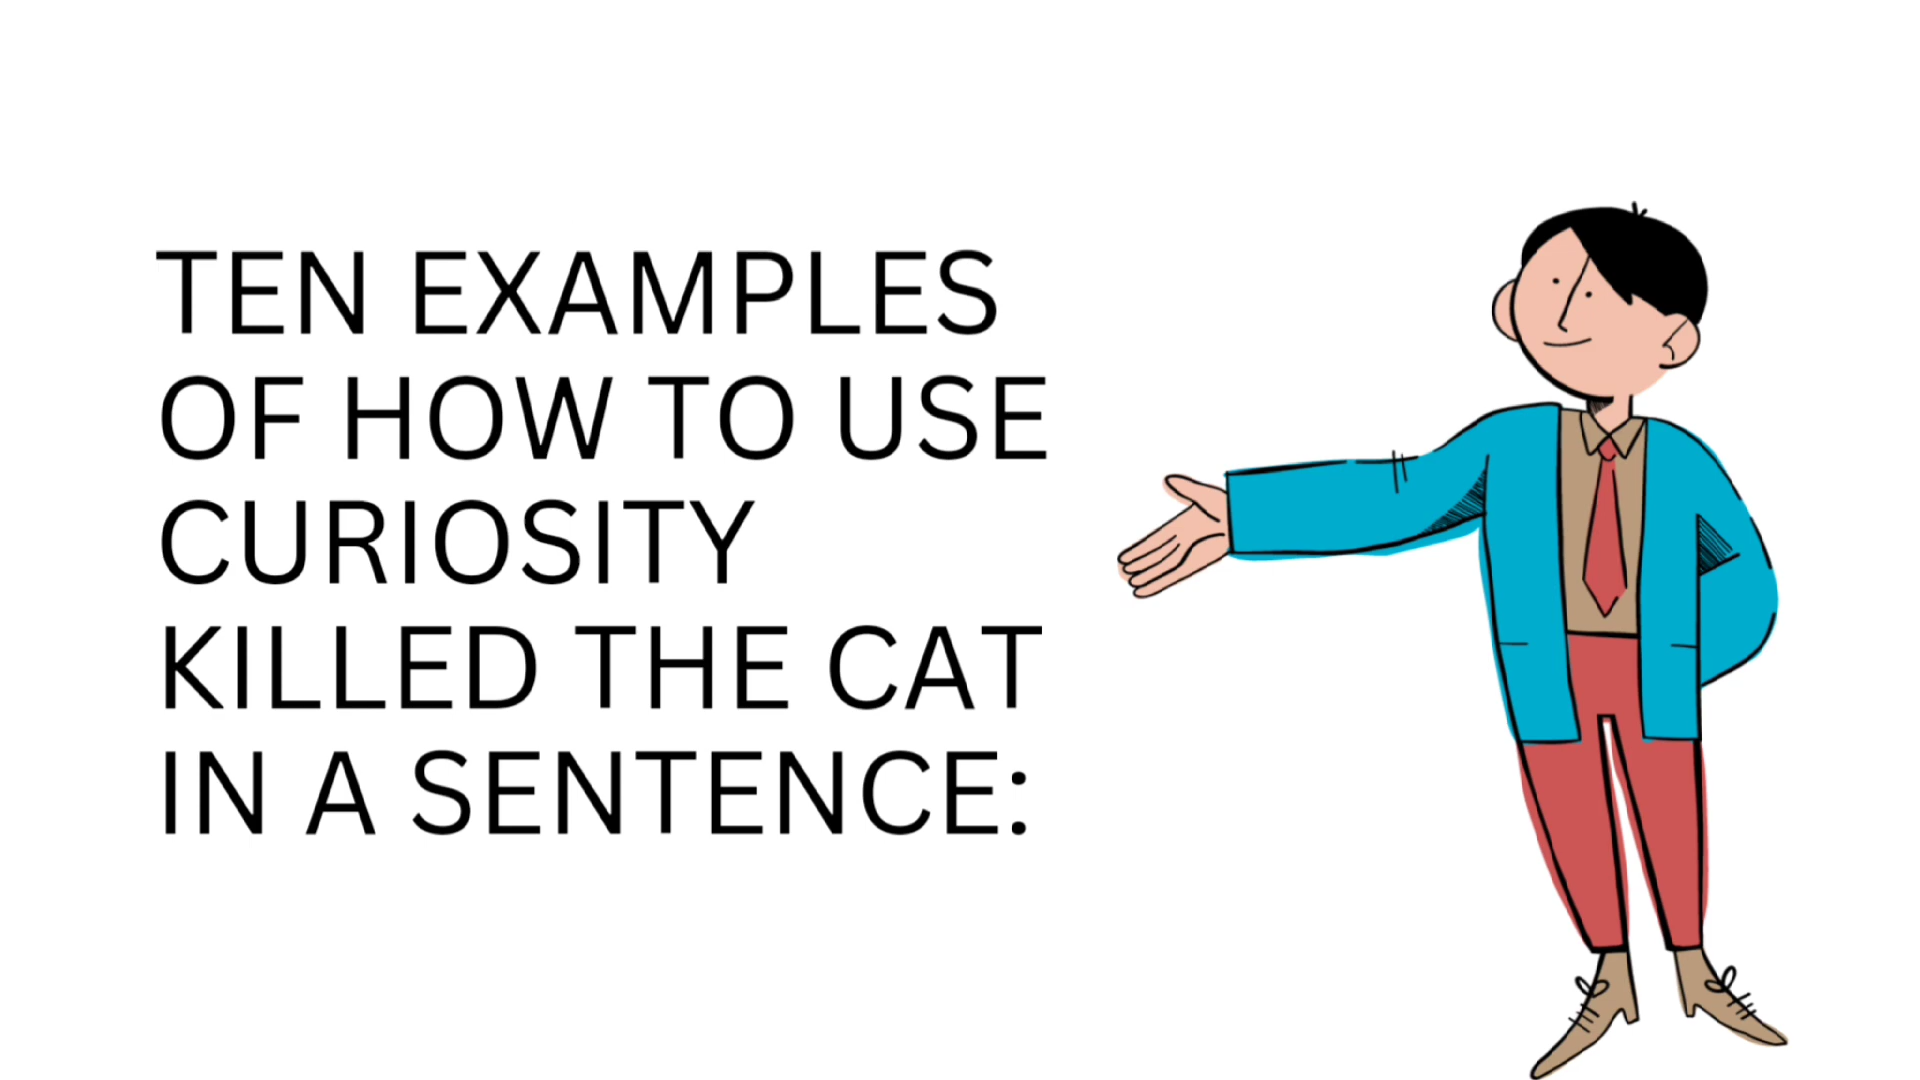 TEN EXAMPLES
OF HOW TO USE
CURIOSITY
KILLED THE CAT
IN A SENTENCE: